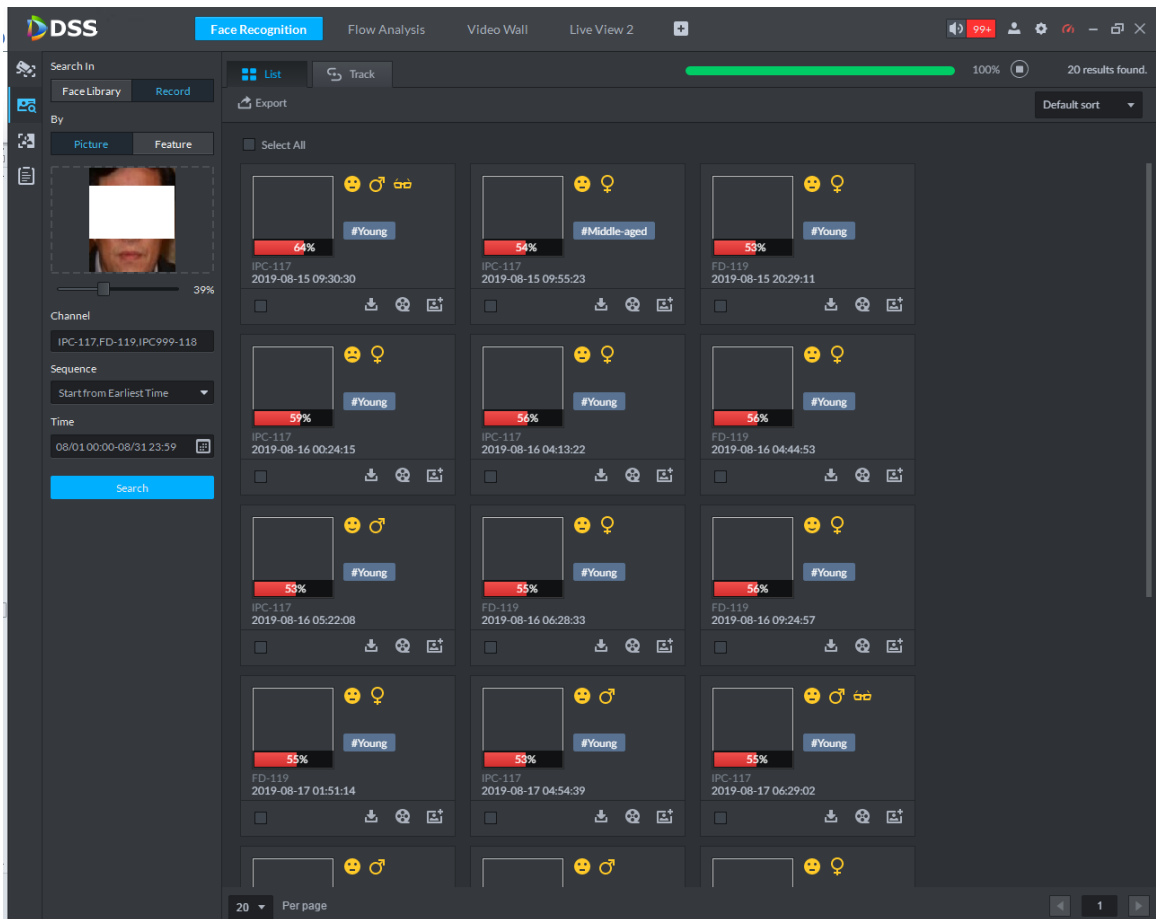 DSS
Face Recognition
Flow Analysis
Video Wall
Live View 2
99+
Search In
Face Library
Record
By
Picture
Feature
39%
Channel
IPC-117,FD-119,IPC999-118
Sequence
Start from Earliest Time
Time
08/01 00:00-08/31 23:59
Search
List
Track
100%
20 results found.
Export
Default sort
Select All
#Young
64%
IPC-117
2019-08-15 09:30:30
#Middle-aged
54%
IPC-117
2019-08-15 09:55:23
#Young
53%
FD-119
2019-08-15 20:29:11
#Young
59%
IPC-117
2019-08-16 00:24:15
#Young
56%
IPC-117
2019-08-16 04:13:22
#Young
56%
FD-119
2019-08-16 04:44:53
#Young
53%
IPC-117
2019-08-16 05:22:08
#Young
55%
FD-119
2019-08-16 06:28:33
#Young
56%
FD-119
2019-08-16 09:24:57
#Young
55%
FD-119
2019-08-17 01:51:14
#Young
53%
IPC-117
2019-08-17 04:54:39
#Young
55%
IPC-117
2019-08-17 06:29:02
20
Per page
1